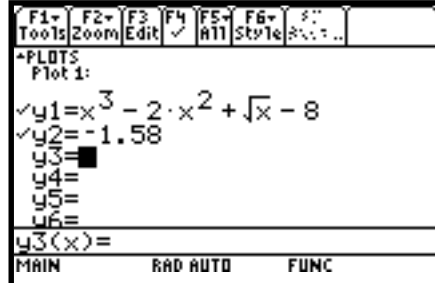 F1▾ F2▾ F3 F4 F5▾ F6▾
Tools Zoom Edit ✓ All Style
▲PLOTS
Plot 1:
✓y1=x³ - 2·x² + √x - 8
✓y2=⁻1.58
y3=
y4=
y5=
y6=
y3(x)=
MAIN RAD AUTO FUNC